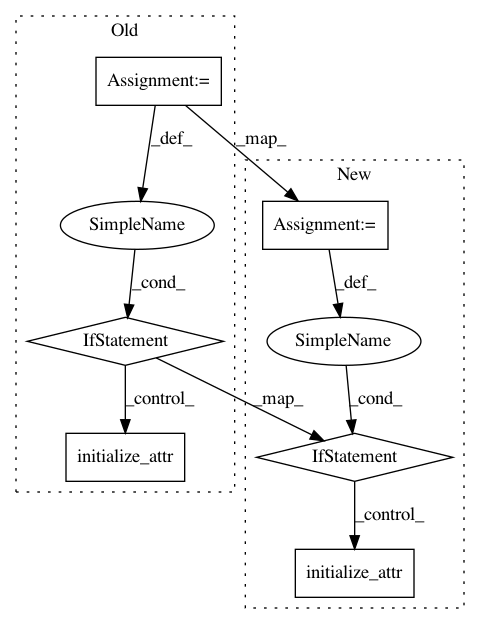 Old
Assignment:=
_def_
_map_
New
SimpleName
Assignment:=
_cond_
_def_
IfStatement
SimpleName
_control_
_map_
_cond_
initialize_attr
IfStatement
_control_
initialize_attr